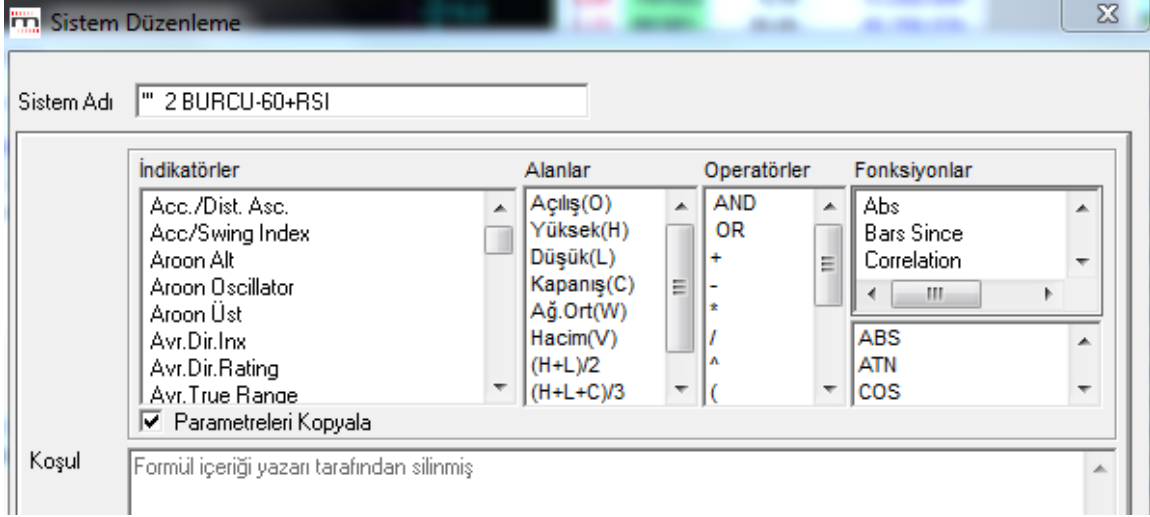 Sistem Düzenleme
Sistem Adı
"' 2 BURCU-60+RSI
İndikatörler
Acc./Dist. Asc.
Acc/Swing Index
Aroon Alt
Aroon Oscillator
Aroon Üst
Avr.Dir.Inx
Avr.Dir.Rating
Avr.True Range
Alanlar
Açılış(O)
Yüksek(H)
Düşük(L)
Kapanış(C)
Ağ.Ort(W)
Hacim(V)
(H+L)/2
(H+L+C)/3
Operatörler
AND
OR
+
-
*
/
^
(
Fonksiyonlar
Abs
Bars Since
Correlation
ABS
ATN
COS
Parametreleri Kopyala
Koşul
Formül içeriği yazarı tarafından silinmiş